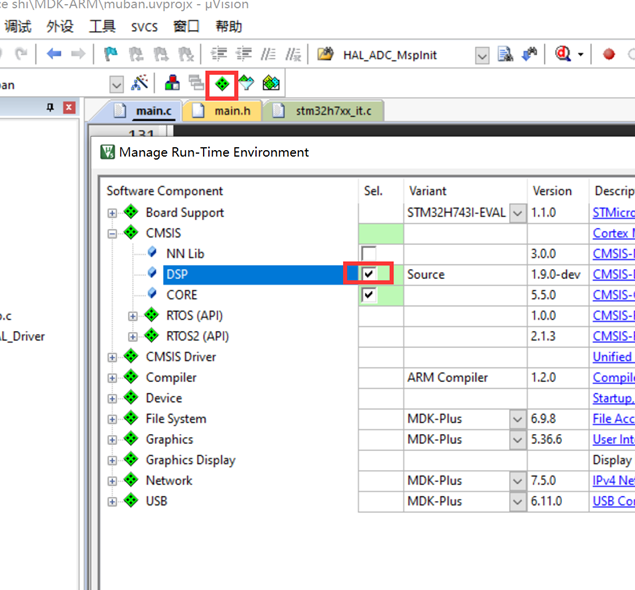 ce shi\MDK-ARM\muban.uvprojx - µVision
调试 外设 工具 SVCS 窗口 帮助
HAL_ADC_MspInit
ban
main.c main.h stm32h7xx_it.c
131
Manage Run-Time Environment
Software Component Sel. Variant Version Descrip
Board Support STM32H743I-EVAL 1.1.0 STMicro
CMSIS Cortex M
NN Lib 3.0.0 CMSIS-N
DSP Source 1.9.0-dev CMSIS-D
CORE 5.5.0 CMSIS-C
RTOS (API) 1.0.0 CMSIS-R
RTOS2 (API) 2.1.3 CMSIS-R
CMSIS Driver Unified
Compiler ARM Compiler 1.2.0 Compile
Device Startup,
File System MDK-Plus 6.9.8 File Acc
Graphics MDK-Plus 5.36.6 User Int
Graphics Display Display
Network MDK-Plus 7.5.0 IPv4 Net
USB MDK-Plus 6.11.0 USB Co
o.c
AL_Driver